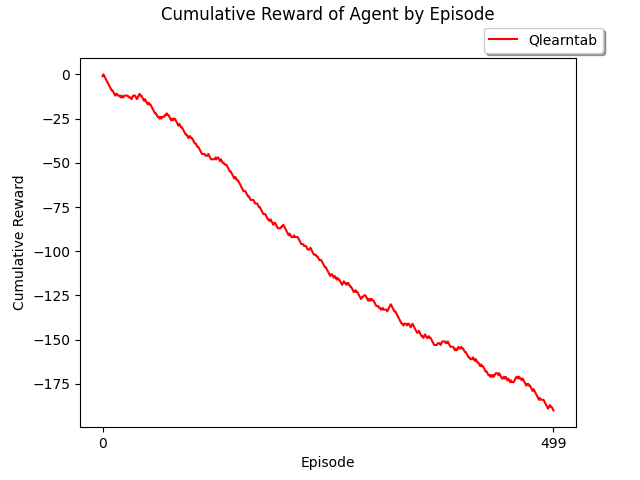 Cumulative Reward of Agent by Episode
Qlearntab
0
−25
−50
−75
−100
−125
−150
−175
Cumulative Reward
0 499
Episode